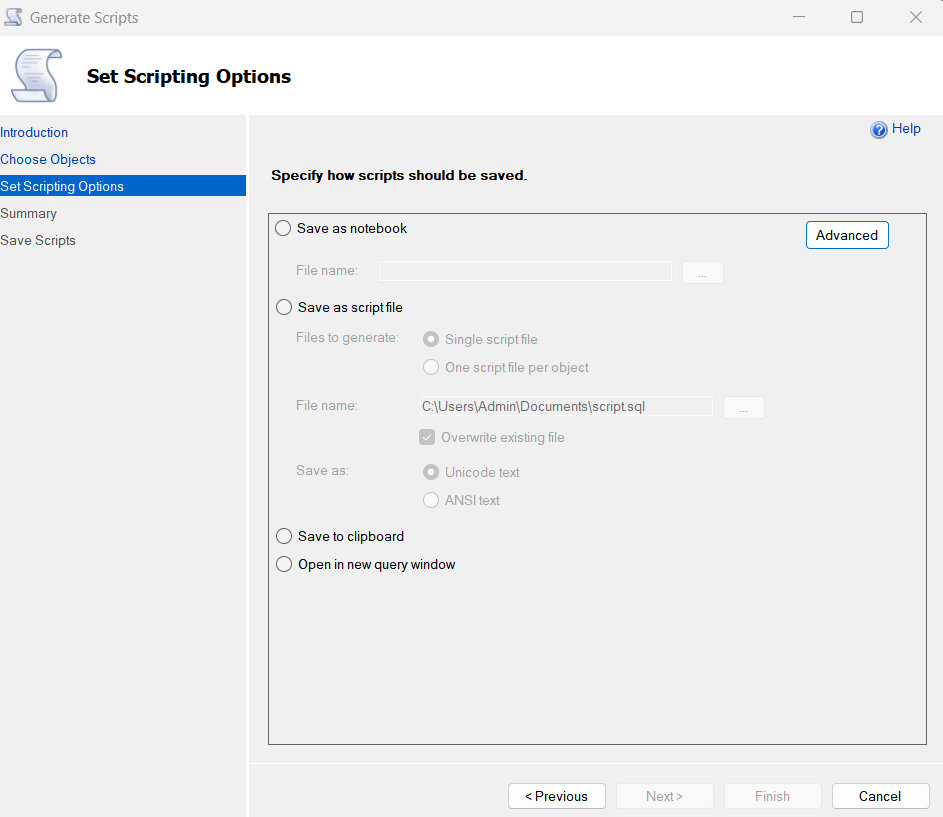 Generate Scripts
Set Scripting Options
Introduction
Choose Objects
Set Scripting Options
Summary
Save Scripts
Help
Specify how scripts should be saved.
Save as notebook
Advanced
File name:
...
Save as script file
Files to generate:
Single script file
One script file per object
File name:
C:\Users\Admin\Documents\script.sql
...
Overwrite existing file
Save as:
Unicode text
ANSI text
Save to clipboard
Open in new query window
< Previous
Next >
Finish
Cancel